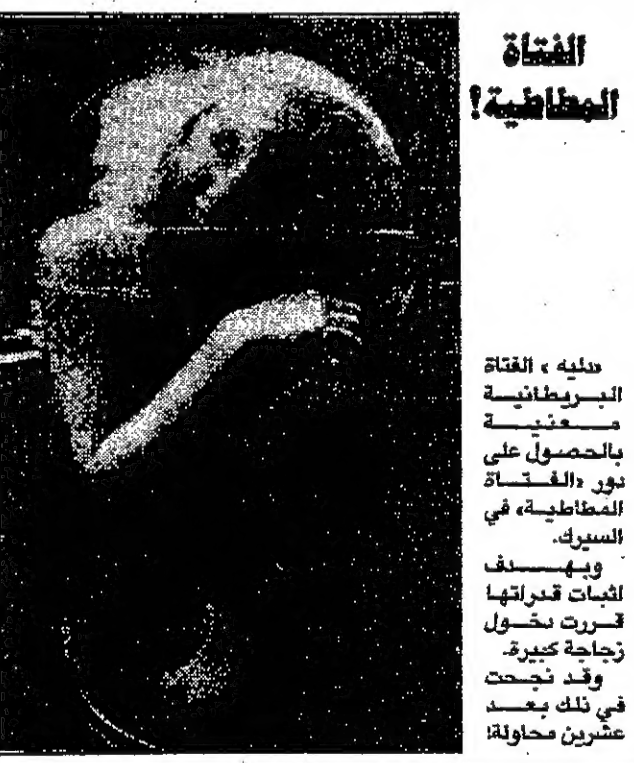 الفتاة
المطاطية!
«ليه» الفتاة
البريطانية
معنية
بالحصول على
دور «الفتاة
المطاطية» في
السيرك.
وبهدف
اثبات قدراتها
قررت دخول
زجاجة كبيرة.
وقد نجحت
في ذلك بعد
عشرين محاولة!